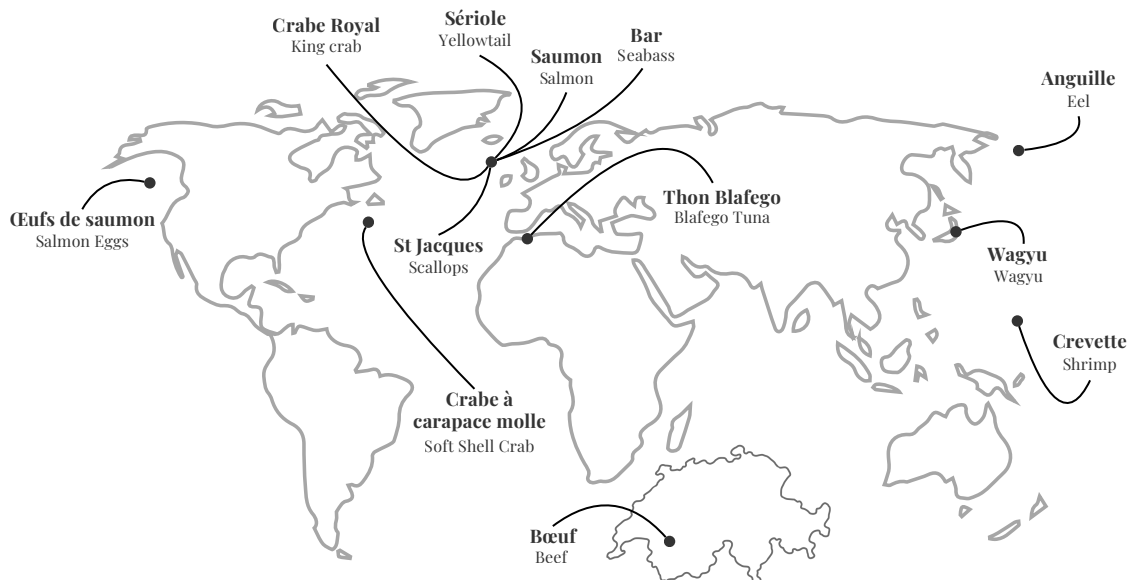 Crabe Royal
King crab
Sériole
Yellowtail
Saumon
Salmon
Bar
Seabass
Anguille
Eel
Œufs de saumon
Salmon Eggs
St Jacques
Scallops
Thon Blafego
Blafego Tuna
Wagyu
Wagyu
Crevette
Shrimp
Crabe à
carapace molle
Soft Shell Crab
Bœuf
Beef